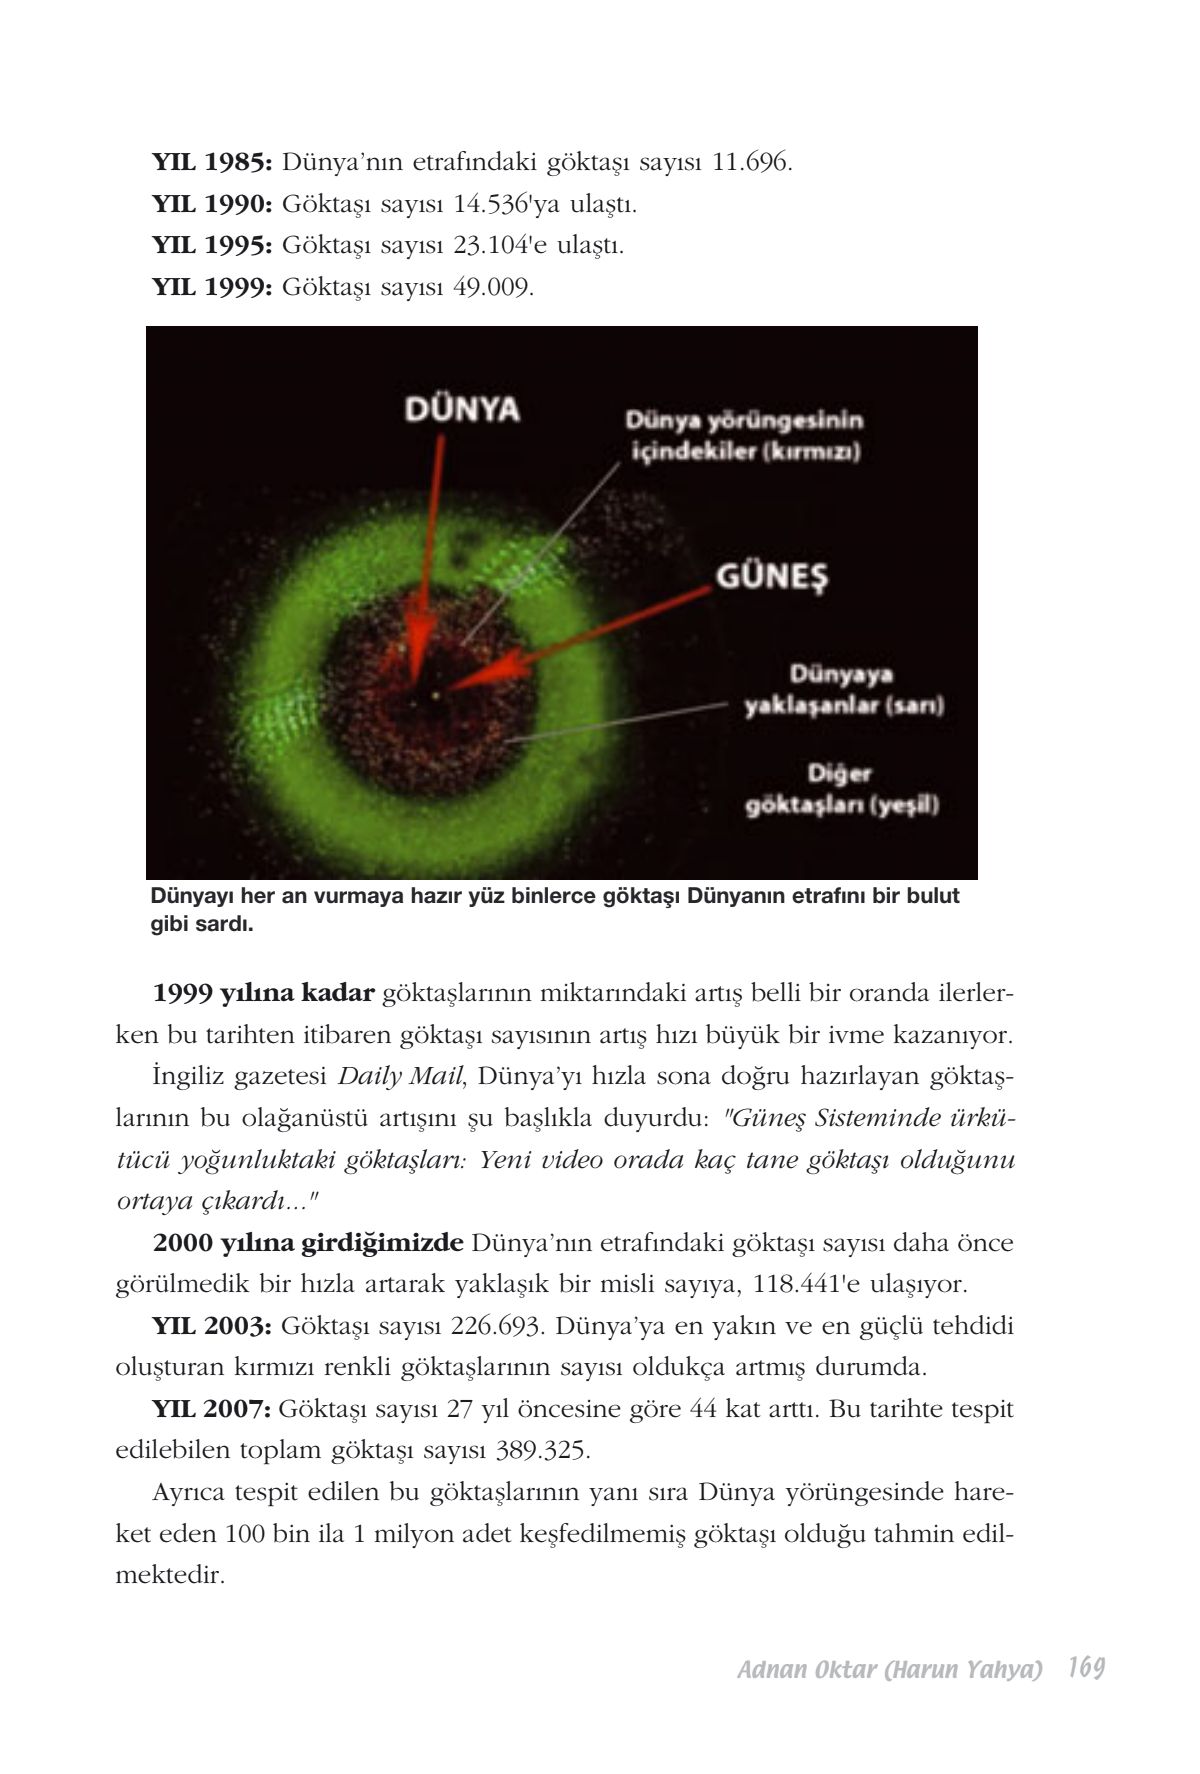 YIL 1985: Dünya’nın etrafındaki göktaşı sayısı 11.696.
YIL 1990: Göktaşı sayısı 14.536'ya ulaştı.
YIL 1995: Göktaşı sayısı 23.104'e ulaştı.
YIL 1999: Göktaşı sayısı 49.009.
DÜNYA
Dünya yörüngesinin
içindekiler (kırmızı)
GÜNEŞ
Dünyaya
yaklaşanlar (sarı)
Diğer
göktaşları (yeşil)
Dünyayı her an vurmaya hazır yüz binlerce göktaşı Dünyanın etrafını bir bulut
gibi sardı.
1999 yılına kadar göktaşlarının miktarındaki artış belli bir oranda ilerler-
ken bu tarihten itibaren göktaşı sayısının artış hızı büyük bir ivme kazanıyor.
İngiliz gazetesi Daily Mail, Dünya’yı hızla sona doğru hazırlayan göktaş-
larının bu olağanüstü artışını şu başlıkla duyurdu: "Güneş Sisteminde ürkü-
tücü yoğunluktaki göktaşları: Yeni video orada kaç tane göktaşı olduğunu
ortaya çıkardı..."
2000 yılına girdiğimizde Dünya’nın etrafındaki göktaşı sayısı daha önce
görülmedik bir hızla artarak yaklaşık bir misli sayıya, 118.441'e ulaşıyor.
YIL 2003: Göktaşı sayısı 226.693. Dünya’ya en yakın ve en güçlü tehdidi
oluşturan kırmızı renkli göktaşlarının sayısı oldukça artmış durumda.
YIL 2007: Göktaşı sayısı 27 yıl öncesine göre 44 kat arttı. Bu tarihte tespit
edilebilen toplam göktaşı sayısı 389.325.
Ayrıca tespit edilen bu göktaşlarının yanı sıra Dünya yörüngesinde hare-
ket eden 100 bin ila 1 milyon adet keşfedilmemiş göktaşı olduğu tahmin edil-
mektedir.
Adnan Oktar (Harun Yahya) 169